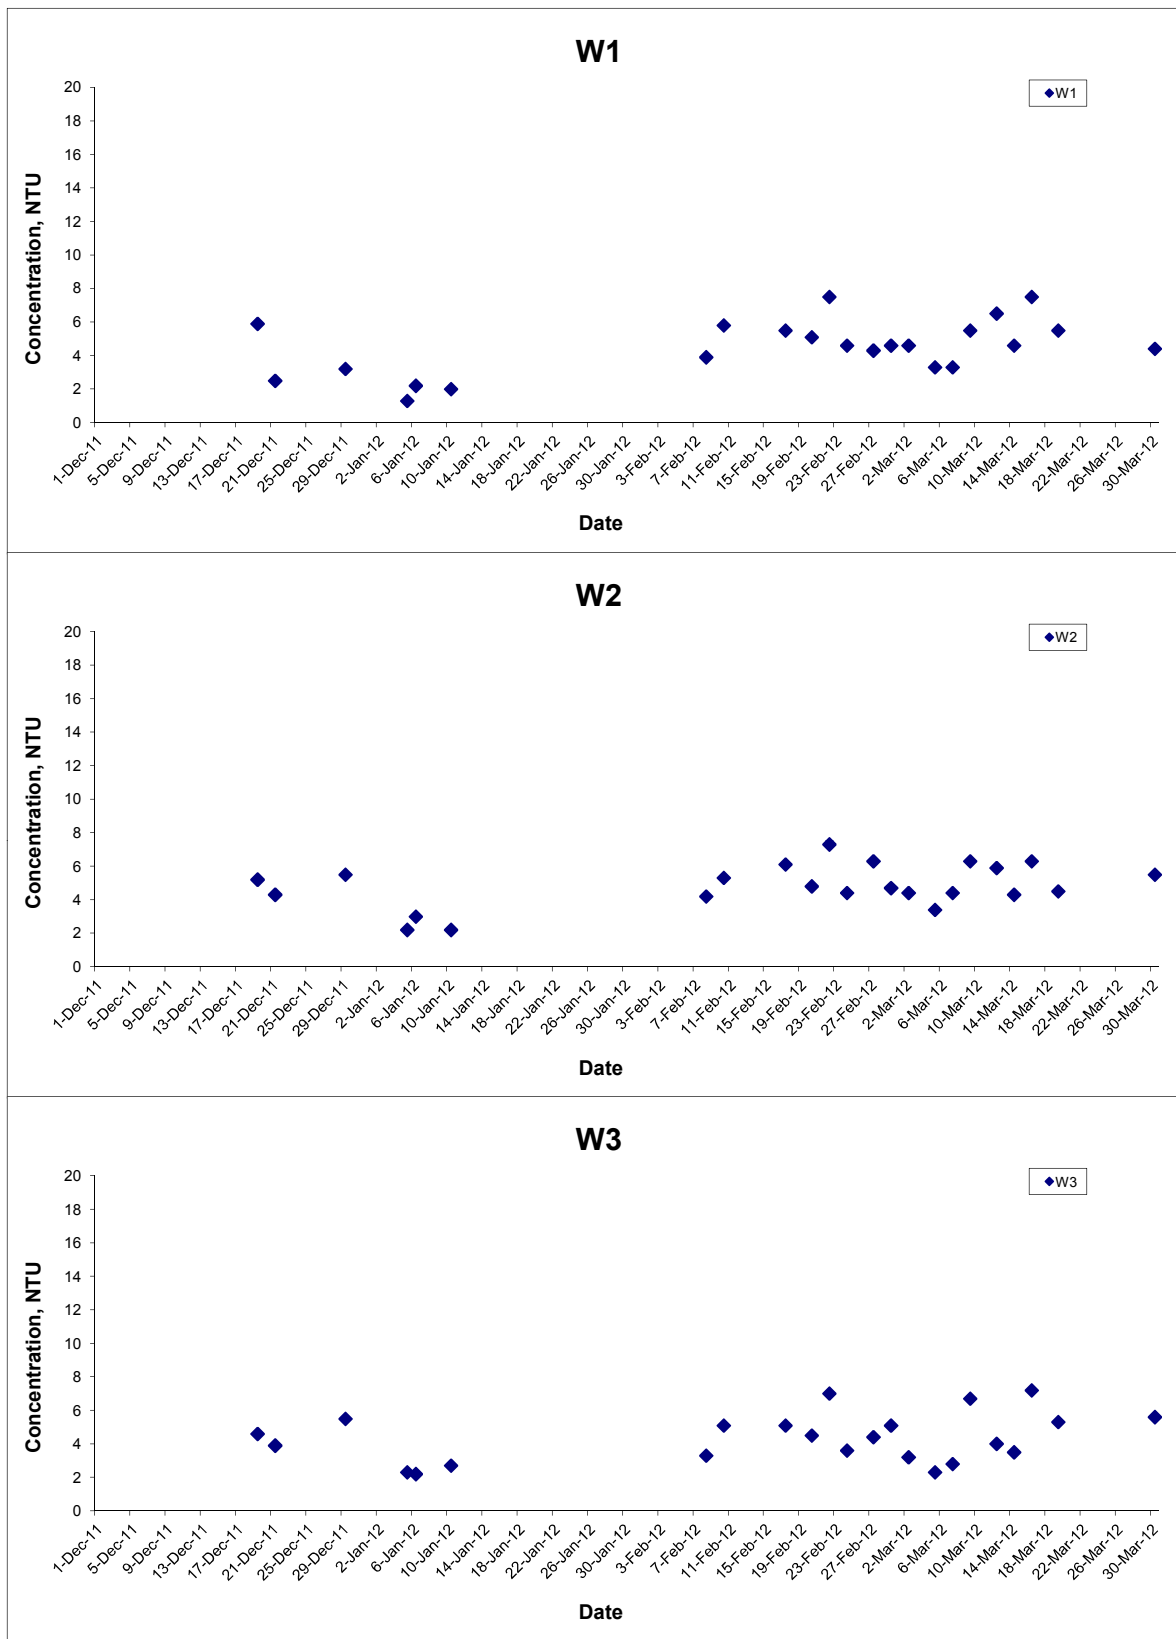 W1
W1
20
18
16
14
12
10
8
6
4
2
0
Concentration, NTU
1-Dec-11
5-Dec-11
9-Dec-11
13-Dec-11
17-Dec-11
21-Dec-11
25-Dec-11
29-Dec-11
2-Jan-12
6-Jan-12
10-Jan-12
14-Jan-12
18-Jan-12
22-Jan-12
26-Jan-12
30-Jan-12
3-Feb-12
7-Feb-12
11-Feb-12
15-Feb-12
19-Feb-12
23-Feb-12
27-Feb-12
2-Mar-12
6-Mar-12
10-Mar-12
14-Mar-12
18-Mar-12
22-Mar-12
26-Mar-12
30-Mar-12
Date
W2
W2
20
18
16
14
12
10
8
6
4
2
0
Concentration, NTU
1-Dec-11
5-Dec-11
9-Dec-11
13-Dec-11
17-Dec-11
21-Dec-11
25-Dec-11
29-Dec-11
2-Jan-12
6-Jan-12
10-Jan-12
14-Jan-12
18-Jan-12
22-Jan-12
26-Jan-12
30-Jan-12
3-Feb-12
7-Feb-12
11-Feb-12
15-Feb-12
19-Feb-12
23-Feb-12
27-Feb-12
2-Mar-12
6-Mar-12
10-Mar-12
14-Mar-12
18-Mar-12
22-Mar-12
26-Mar-12
30-Mar-12
Date
W3
W3
20
18
16
14
12
10
8
6
4
2
0
Concentration, NTU
1-Dec-11
5-Dec-11
9-Dec-11
13-Dec-11
17-Dec-11
21-Dec-11
25-Dec-11
29-Dec-11
2-Jan-12
6-Jan-12
10-Jan-12
14-Jan-12
18-Jan-12
22-Jan-12
26-Jan-12
30-Jan-12
3-Feb-12
7-Feb-12
11-Feb-12
15-Feb-12
19-Feb-12
23-Feb-12
27-Feb-12
2-Mar-12
6-Mar-12
10-Mar-12
14-Mar-12
18-Mar-12
22-Mar-12
26-Mar-12
30-Mar-12
Date